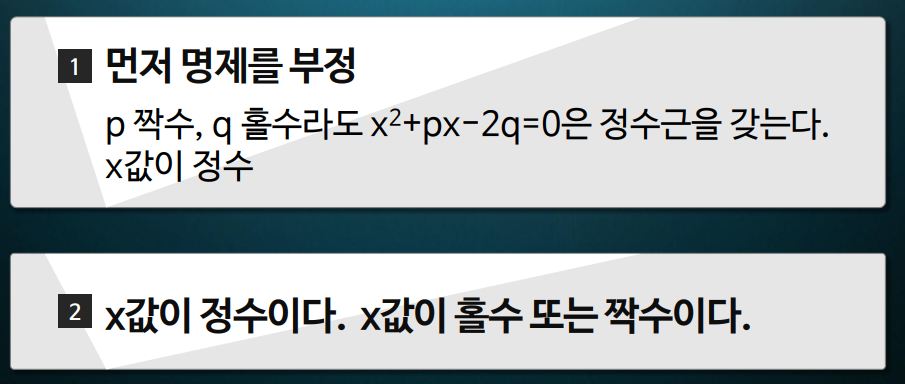 1 먼저 명제를 부정
p 짝수, q 홀수라도 x²+px-2q=0은 정수근을 갖는다.
x값이 정수
2 x값이 정수이다. x값이 홀수 또는 짝수이다.